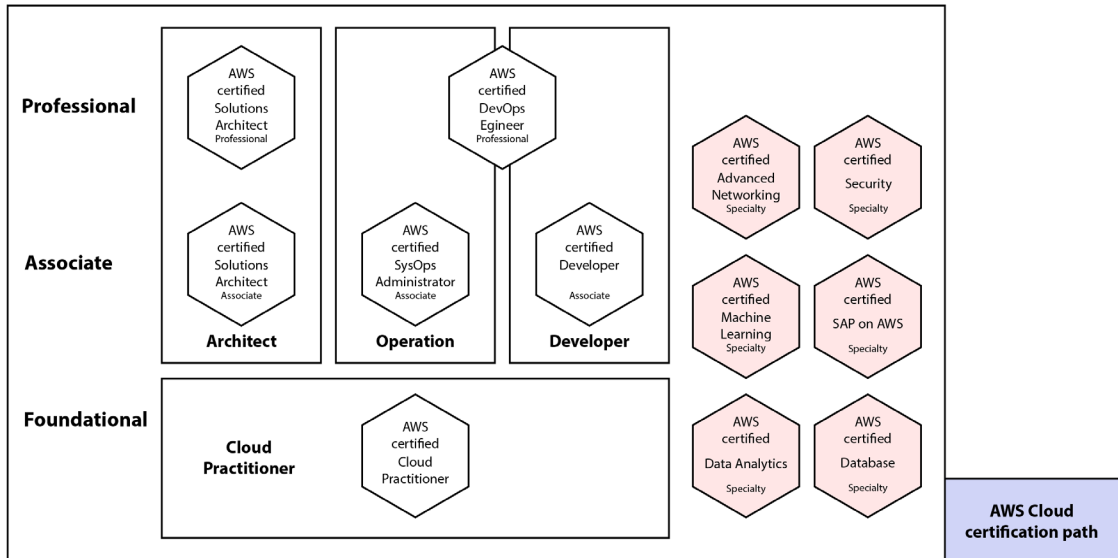 Professional
AWS
certified
Solutions
Architect
Professional
AWS
certified
DevOps
Egineer
Professional
Associate
AWS
certified
Solutions
Architect
Associate
Architect
AWS
certified
SysOps
Administrator
Associate
Operation
AWS
certified
Developer
Associate
Developer
Foundational
Cloud
Practitioner
AWS
certified
Cloud
Practitioner
AWS
certified
Advanced
Networking
Specialty
AWS
certified
Security
Specialty
AWS
certified
Machine
Learning
Specialty
AWS
certified
SAP on AWS
Specialty
AWS
certified
Data Analytics
Specialty
AWS
certified
Database
Specialty
AWS Cloud
certification path